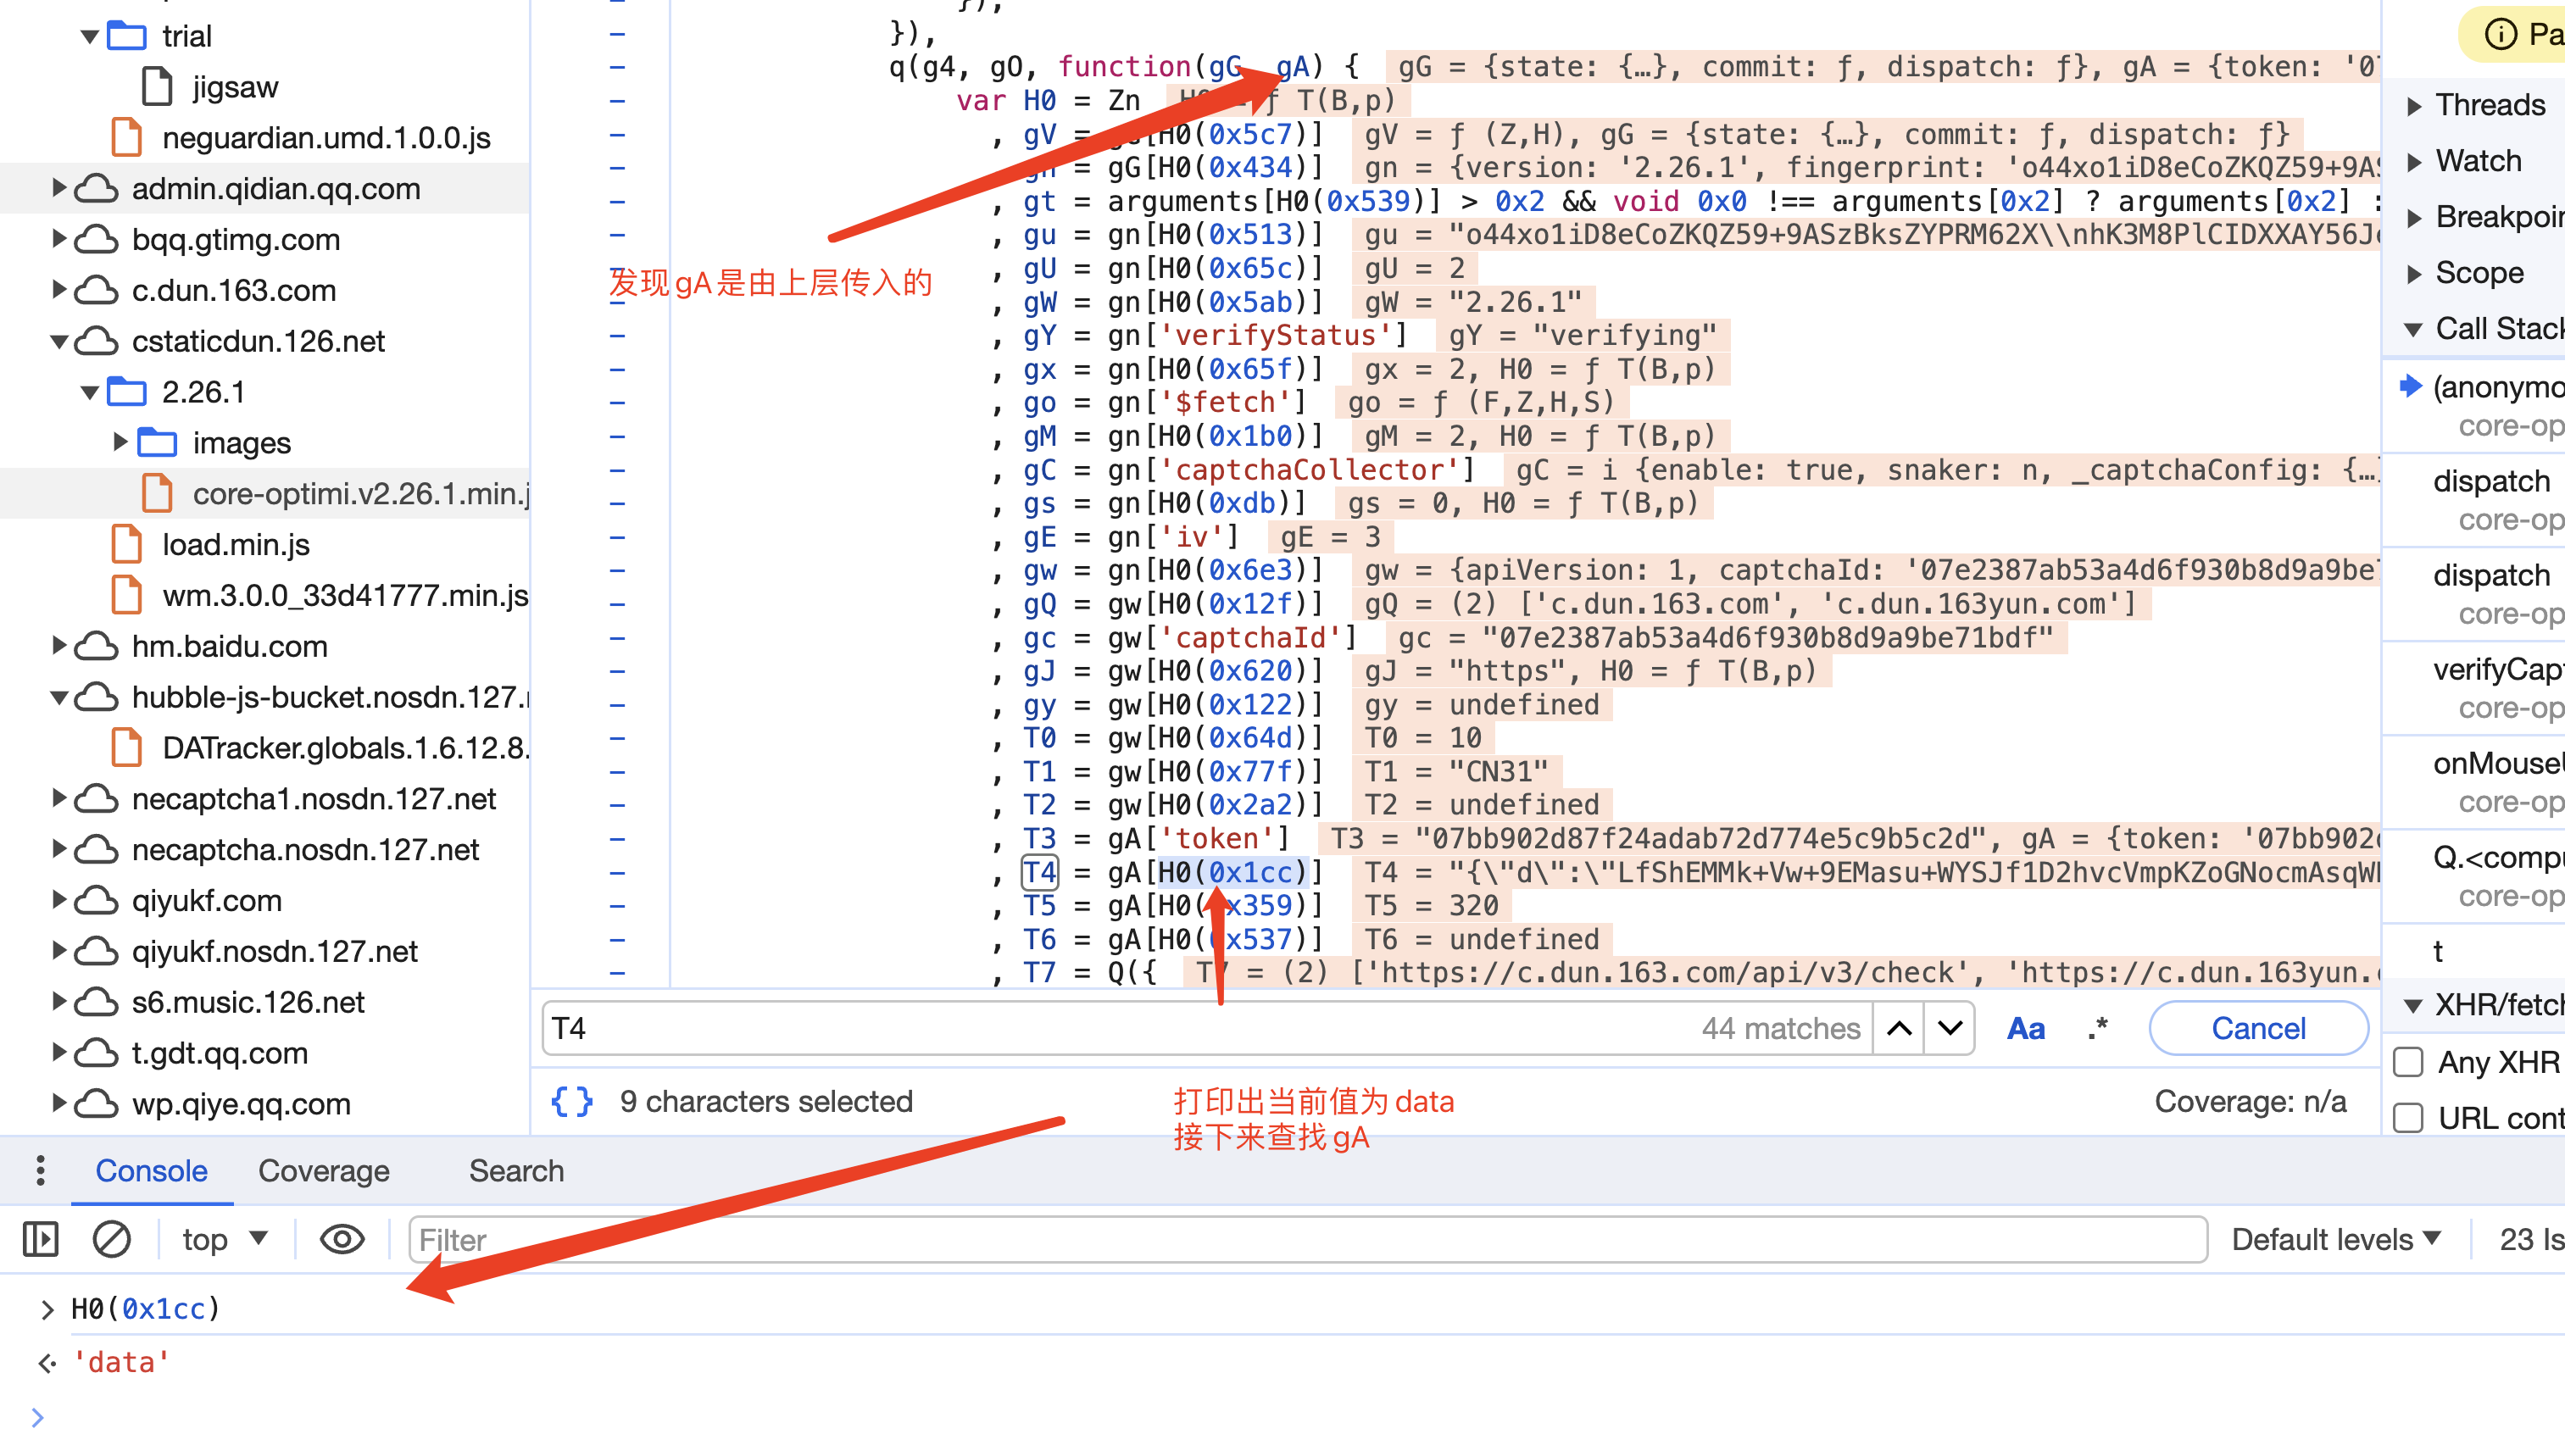 trial
jigsaw
neguardian.umd.1.0.0.js
admin.qidian.qq.com
bqq.gtimg.com
c.dun.163.com
cstaticdun.126.net
2.26.1
images
core-optimi.v2.26.1.min.j
load.min.js
wm.3.0.0_33d41777.min.js
hm.baidu.com
hubble-js-bucket.nosdn.127.
DATracker.globals.1.6.12.8.
necaptcha1.nosdn.127.net
necaptcha.nosdn.127.net
qiyukf.com
qiyukf.nosdn.127.net
s6.music.126.net
t.gdt.qq.com
wp.qiye.qq.com
}),
}),
q(g4, gO, function(gG, gA) { gG = {state: {…}, commit: ƒ, dispatch: ƒ}, gA = {token: '0
var H0 = Zn H0 = ƒ T(B,p)
, gV = [H0(0x5c7)] gV = ƒ (Z,H), gG = {state: {…}, commit: ƒ, dispatch: ƒ}
, gn = gG[H0(0x434)] gn = {version: '2.26.1', fingerprint: 'o44xo1iD8eCoZKQZ59+9AS
, gt = arguments[H0(0x539)] > 0x2 && void 0x0 !== arguments[0x2] ? arguments[0x2] :
, gu = gn[H0(0x513)] gu = "o44xo1iD8eCoZKQZ59+9ASzBksZYPRM62X\\nhK3M8PlCIDXXAY56J
发现gA是由上层传入的
, gU = gn[H0(0x65c)] gU = 2
, gW = gn[H0(0x5ab)] gW = "2.26.1"
, gY = gn['verifyStatus'] gY = "verifying"
, gx = gn[H0(0x65f)] gx = 2, H0 = ƒ T(B,p)
, go = gn['$fetch'] go = ƒ (F,Z,H,S)
, gM = gn[H0(0x1b0)] gM = 2, H0 = ƒ T(B,p)
, gC = gn['captchaCollector'] gC = i {enable: true, snaker: n, _captchaConfig: {…
, gs = gn[H0(0xdb)] gs = 0, H0 = ƒ T(B,p)
, gE = gn['iv'] gE = 3
, gw = gn[H0(0x6e3)] gw = {apiVersion: 1, captchaId: '07e2387ab53a4d6f930b8d9a9be
, gQ = gw[H0(0x12f)] gQ = (2) ['c.dun.163.com', 'c.dun.163yun.com']
, gc = gw['captchaId'] gc = "07e2387ab53a4d6f930b8d9a9be71bdf"
, gJ = gw[H0(0x620)] gJ = "https", H0 = ƒ T(B,p)
, gy = gw[H0(0x122)] gy = undefined
, T0 = gw[H0(0x64d)] T0 = 10
, T1 = gw[H0(0x77f)] T1 = "CN31"
, T2 = gw[H0(0x2a2)] T2 = undefined
, T3 = gA['token'] T3 = "07bb902d87f24adab72d774e5c9b5c2d", gA = {token: '07bb902
, T4 = gA[H0(0x1cc)] T4 = "{\"d\":\"LfShEMMk+Vw+9EMasu+WYSJf1D2hvcVmpKZoGNocmAsqW
, T5 = gA[H0(0x359)] T5 = 320
, T6 = gA[H0(0x537)] T6 = undefined
, T7 = Q({ T7 = (2) ['https://c.dun.163.com/api/v3/check', 'https://c.dun.163yun.
T4 44 matches Aa .* Cancel
{ } 9 characters selected Coverage: n/a
打印出当前值为data
接下来查找gA
Pa
Threads
Watch
Breakpoin
Scope
Call Stack
(anonymo
core-op
dispatch
core-op
dispatch
core-op
verifyCapt
core-op
onMouseU
core-op
Q.<compu
core-op
t
XHR/fetch
Any XHR
URL cont
Console Coverage Search
top Filter Default levels 23 Is
H0(0x1cc)
'data'